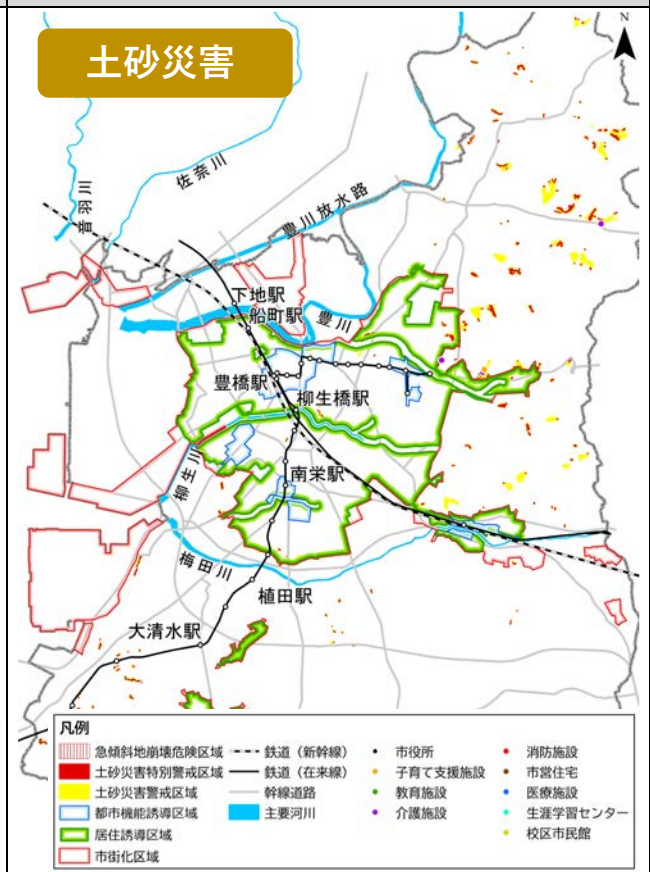 土砂災害
N
佐奈川
音羽川
豊川放水路
下地駅
船町駅
豊川
豊橋駅
柳生橋駅
柳生川
南栄駅
梅田川
植田駅
大清水駅
凡例
急傾斜地崩壊危険区域
土砂災害特別警戒区域
土砂災害警戒区域
都市機能誘導区域
居住誘導区域
市街化区域
鉄道（新幹線）
鉄道（在来線）
幹線道路
主要河川
市役所
子育て支援施設
教育施設
介護施設
消防施設
市営住宅
医療施設
生涯学習センター
校区市民館